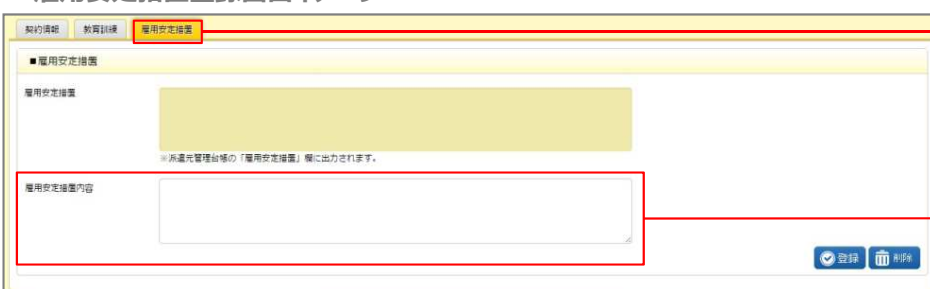 契約情報 教育訓練 雇用安定措置
■雇用安定措置
雇用安定措置
※派遣元管理台帳の「雇用安定措置」欄に出力されます。
雇用安定措置内容
登録 削除